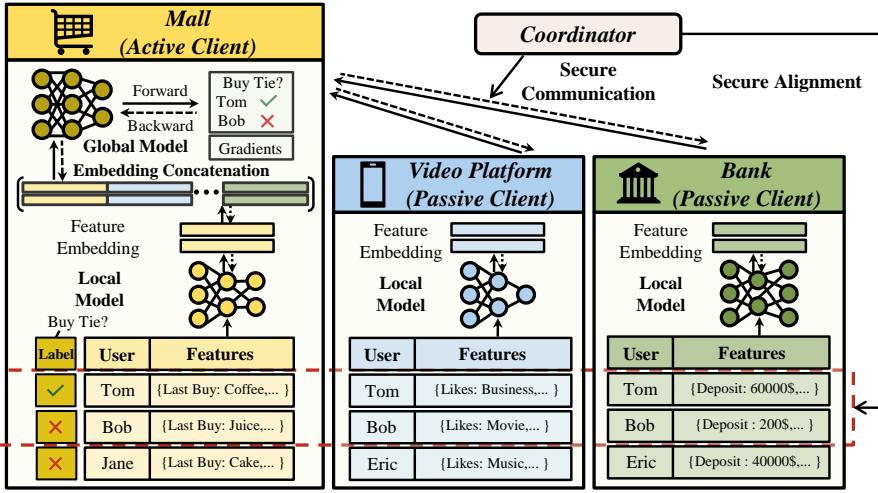 Mall
(Active Client)
Coordinator
Secure
Communication
Secure Alignment
Forward
Backward
Buy Tie?
Tom
Bob
Gradients
Global Model
Embedding Concatenation
Feature
Embedding
Local
Model
Buy Tie?
Label
User
Features
Tom
{Last Buy: Coffee,... }
Bob
{Last Buy: Juice,... }
Jane
{Last Buy: Cake,... }
Video Platform
(Passive Client)
Feature
Embedding
Local
Model
User
Features
Tom
{Likes: Business,... }
Bob
{Likes: Movie,... }
Eric
{Likes: Music,... }
Bank
(Passive Client)
Feature
Embedding
Local
Model
User
Features
Tom
{Deposit: 60000$,... }
Bob
{Deposit : 200$,... }
Eric
{Deposit : 40000$,... }